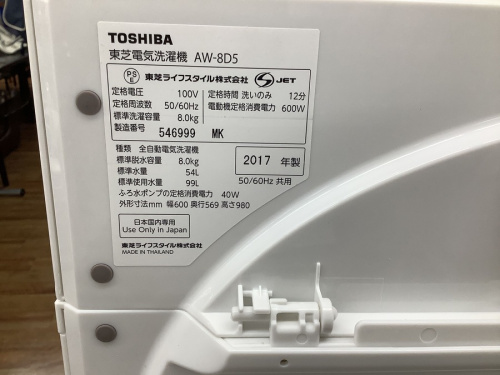 TOSHIBA
東芝電気洗濯機 AW-8D5
PS E 東芝ライフスタイル株式会社 S JET
定格電圧 100V 定格時間 洗いのみ 12分
定格周波数 50/60Hz 電動機定格消費電力 600W
標準洗濯容量 8.0kg
製造番号 546999 MK
種類 全自動電気洗濯機
標準脱水容量 8.0kg 2017 年製
標準水量 54L
標準使用水量 99L 50/60Hz 共用
ふろ水ポンプの定格消費電力 40W
外形寸法mm 幅600 奥行569 高さ980
日本国内専用
Use Only In Japan
東芝ライフスタイル株式会社
MADE IN THAILAND